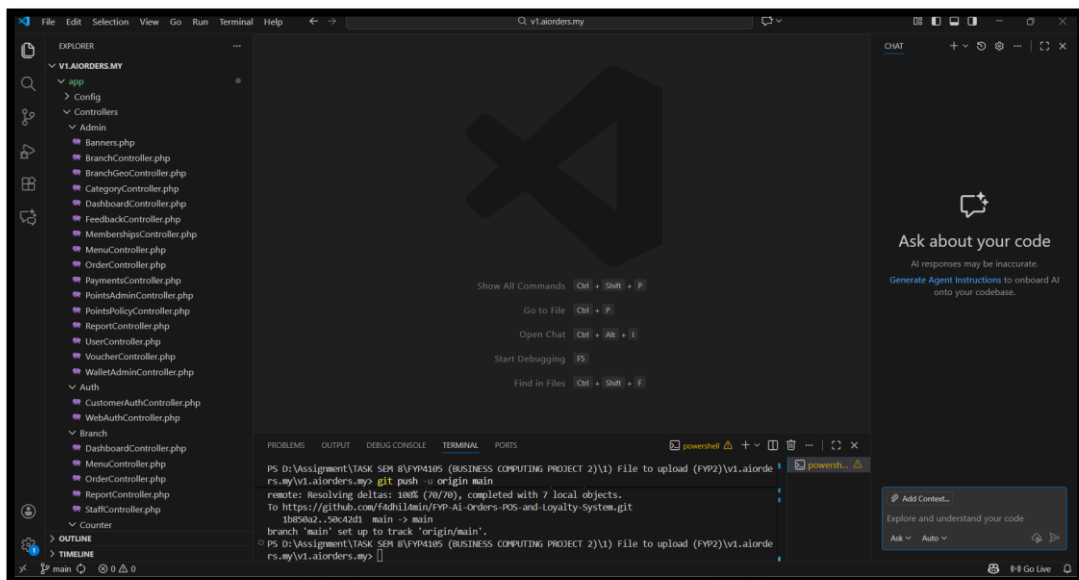 File Edit Selection View Go Run Terminal Help
v1.aiorders.my
EXPLORER
V1.AIORDERS.MY
app
Config
Controllers
Admin
Banners.php
BranchController.php
BranchGeoController.php
CategoryController.php
DashboardController.php
FeedbackController.php
MembershipsController.php
MenuController.php
OrderController.php
PaymentsController.php
PointsAdminController.php
PointsPolicyController.php
ReportController.php
UserController.php
VoucherController.php
WalletAdminController.php
Auth
CustomerAuthController.php
WebAuthController.php
Branch
DashboardController.php
MenuController.php
OrderController.php
ReportController.php
StaffController.php
Counter
OUTLINE
TIMELINE
Show All Commands Ctrl + Shift + P
Go to File Ctrl + P
Open Chat Ctrl + Alt + I
Start Debugging F5
Find in Files Ctrl + Shift + F
PROBLEMS OUTPUT DEBUG CONSOLE TERMINAL PORTS
powershell
powersh...
PS D:\Assignment\TASK SEM 8\FYP4105 (BUSINESS COMPUTING PROJECT 2)\1) File to upload (FYP2)\v1.aiorde
rs.my\v1.aiorders.my> git push -u origin main
remote: Resolving deltas: 100% (70/70), completed with 7 local objects.
To https://github.com/f4dhil4min/FYP-Ai-Orders-POS-and-Loyalty-System.git
1b850a2..50c42d1 main -> main
branch 'main' set up to track 'origin/main'.
PS D:\Assignment\TASK SEM 8\FYP4105 (BUSINESS COMPUTING PROJECT 2)\1) File to upload (FYP2)\v1.aiorde
rs.my\v1.aiorders.my>
CHAT
Ask about your code
AI responses may be inaccurate.
Generate Agent Instructions to onboard AI
onto your codebase.
Add Context...
Explore and understand your code
Ask Auto
1
main 0 0
Go Live